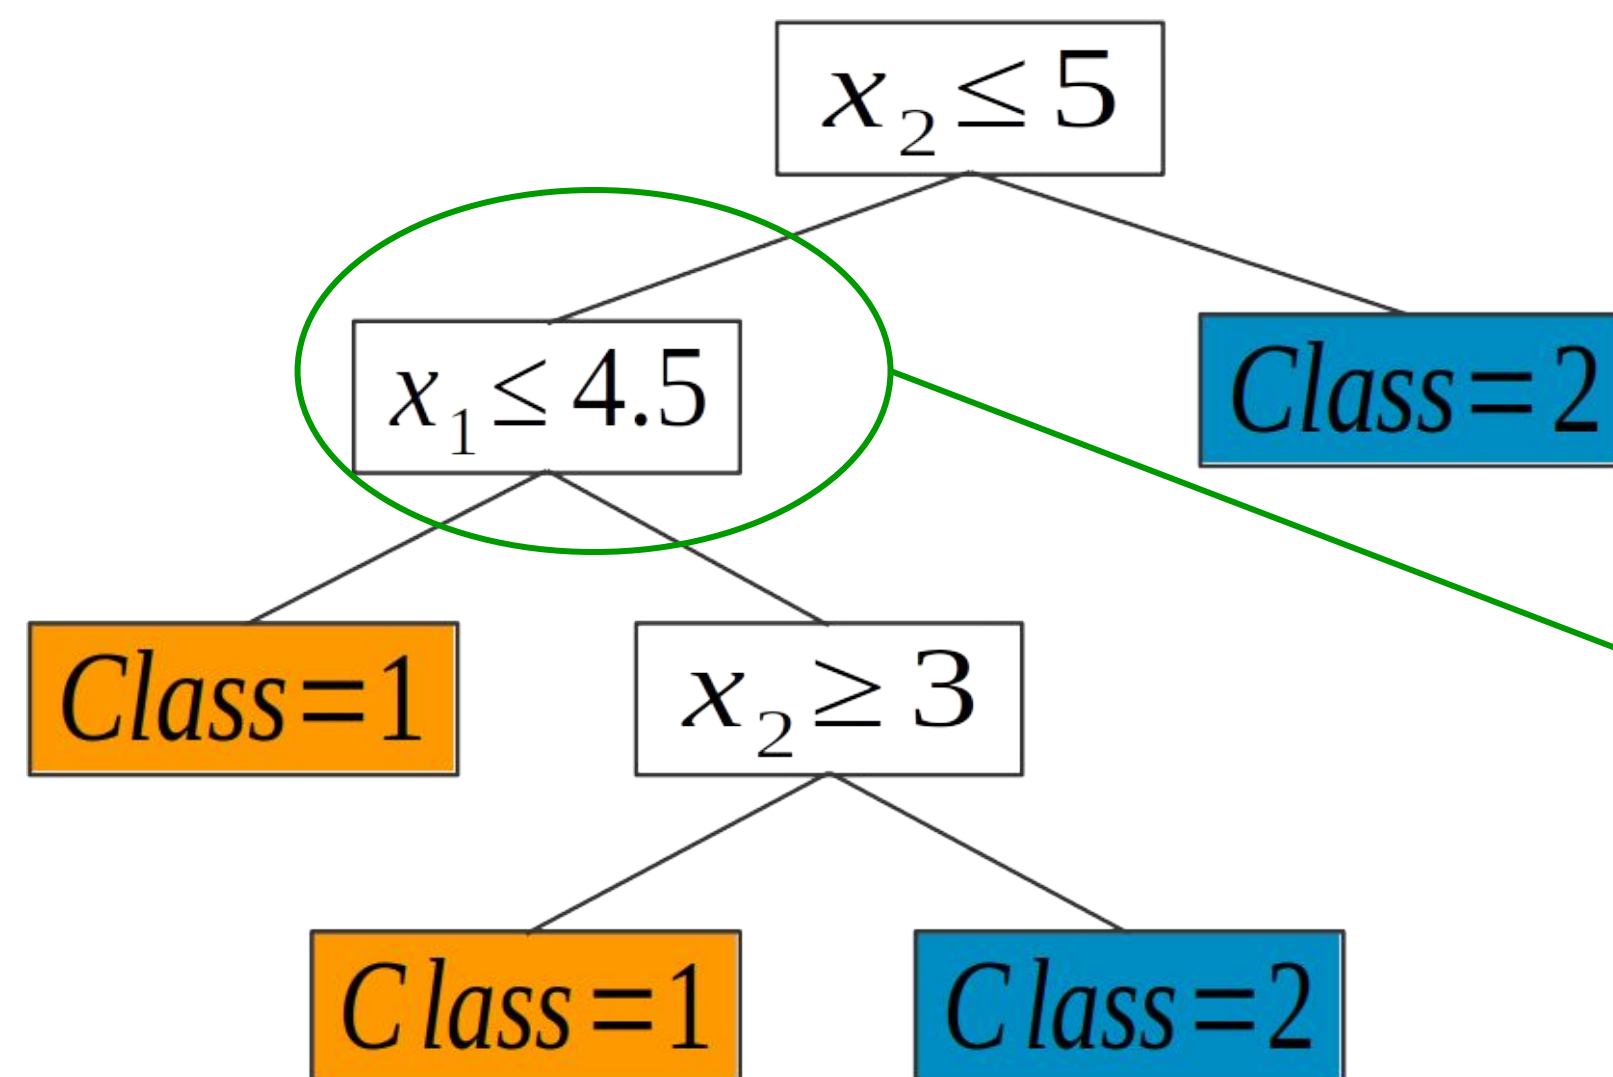 x₂ ≤ 5
x₁ ≤ 4.5
Class=2
Class=1
x₂ ≥ 3
Class=1
Class=2